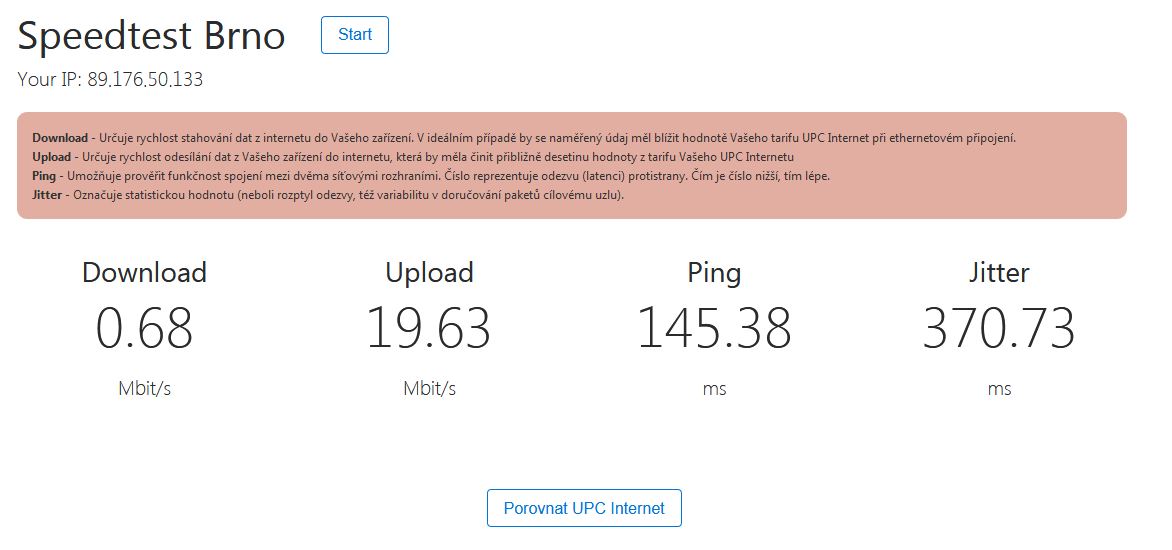 Speedtest Brno
Start
Your IP: 89.176.50.133
Download - Určuje rychlost stahování dat z internetu do Vašeho zařízení. V ideálním případě by se naměřený údaj měl blížit hodnotě Vašeho tarifu UPC Internet při ethernetovém připojení.
Upload - Určuje rychlost odesílání dat z Vašeho zařízení do internetu, která by měla činit přibližně desetinu hodnoty z tarifu Vašeho UPC Internetu
Ping - Umožňuje prověřit funkčnost spojení mezi dvěma síťovými rozhraními. Číslo reprezentuje odezvu (latenci) protistrany. Čím je číslo nižší, tím lépe.
Jitter - Označuje statistickou hodnotu (neboli rozptyl odezvy, též variabilitu v doručování paketů cílovému uzlu).
Download Upload Ping Jitter
0.68 19.63 145.38 370.73
Mbit/s Mbit/s ms ms
Porovnat UPC Internet